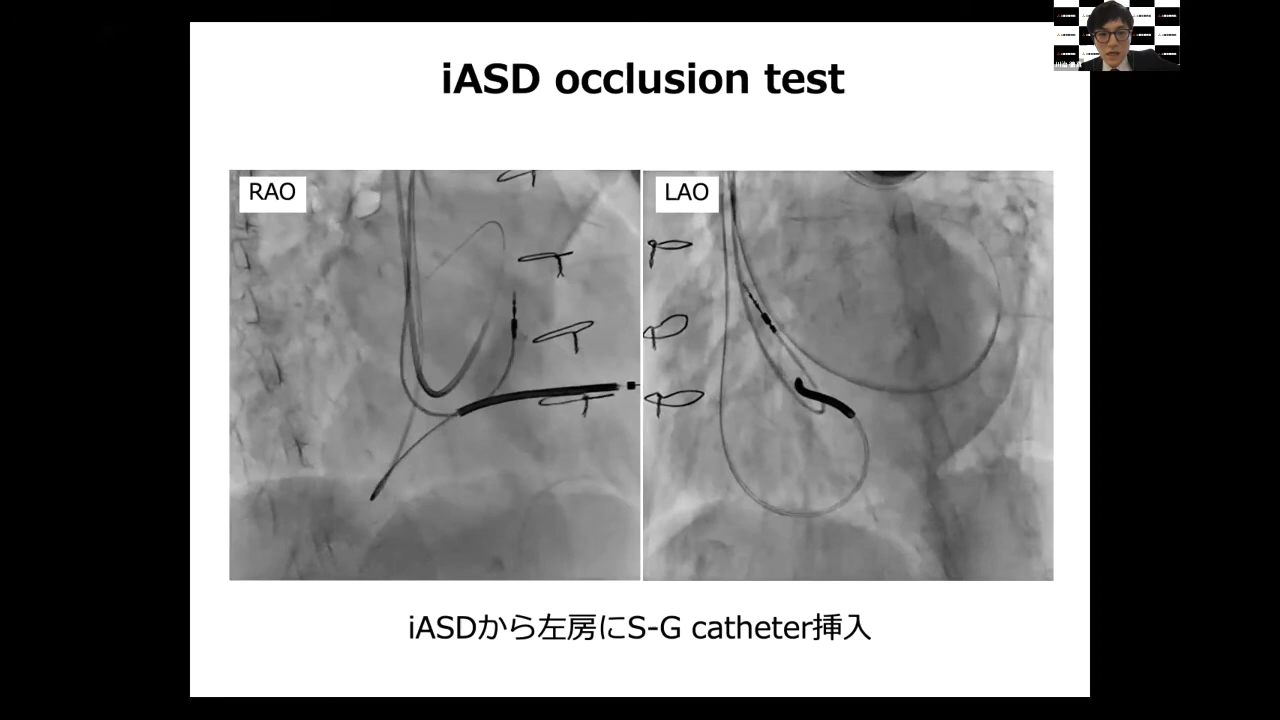 iASD occlusion test
RAO
LAO
iASDから左房にS-G catheter挿入